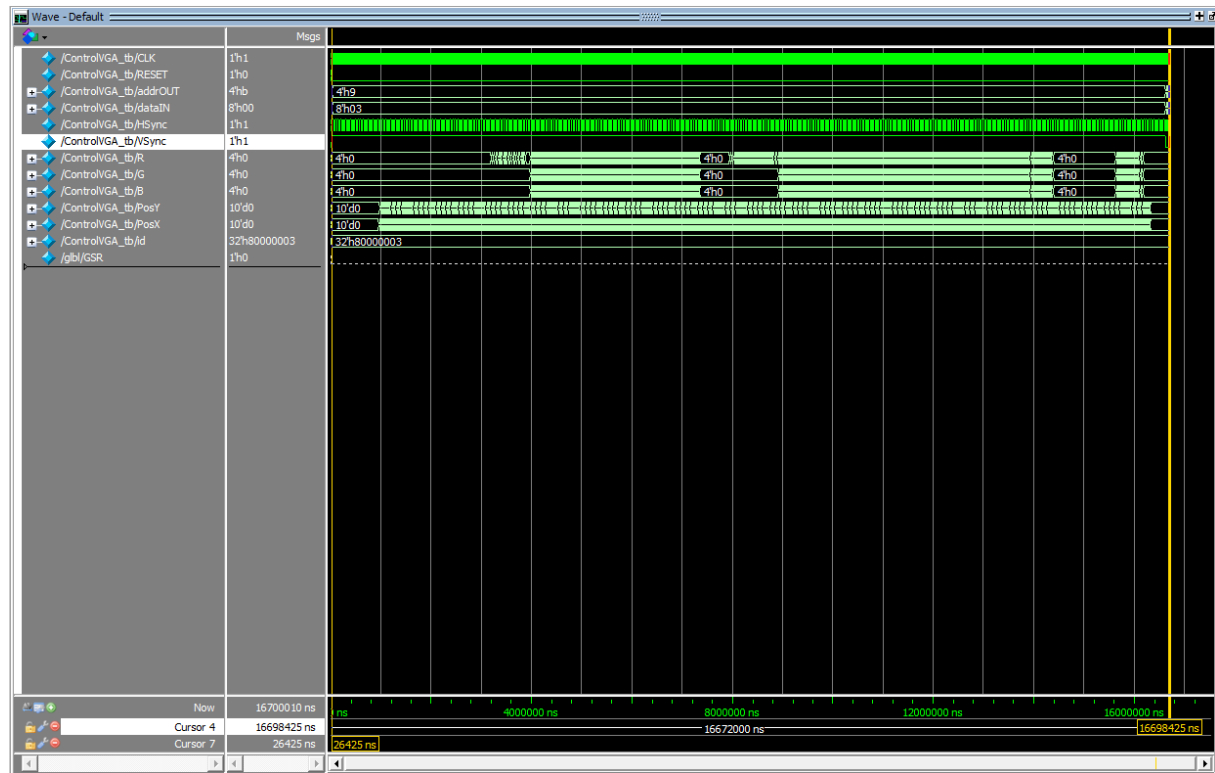 Wave - Default
Msgs
/ControlVGA_tb/CLK 1'h1
/ControlVGA_tb/RESET 1'h0
/ControlVGA_tb/addrOUT 4'hb 4'h9
/ControlVGA_tb/dataIN 8'h00 8'h03
/ControlVGA_tb/HSync 1'h1
/ControlVGA_tb/VSync 1'h1
/ControlVGA_tb/R 4'h0 4'h0 4'h0 4'h0
/ControlVGA_tb/G 4'h0 4'h0 4'h0 4'h0
/ControlVGA_tb/B 4'h0 4'h0 4'h0 4'h0
/ControlVGA_tb/PosY 10'd0 10'd0
/ControlVGA_tb/PosX 10'd0 10'd0
/ControlVGA_tb/id 32'h80000003 32'h80000003
/glbl/GSR 1'h0
Now 16700010 ns ns 4000000 ns 8000000 ns 12000000 ns 16000000 ns
Cursor 4 16698425 ns 16672000 ns 16698425 ns
Cursor 7 26425 ns 26425 ns